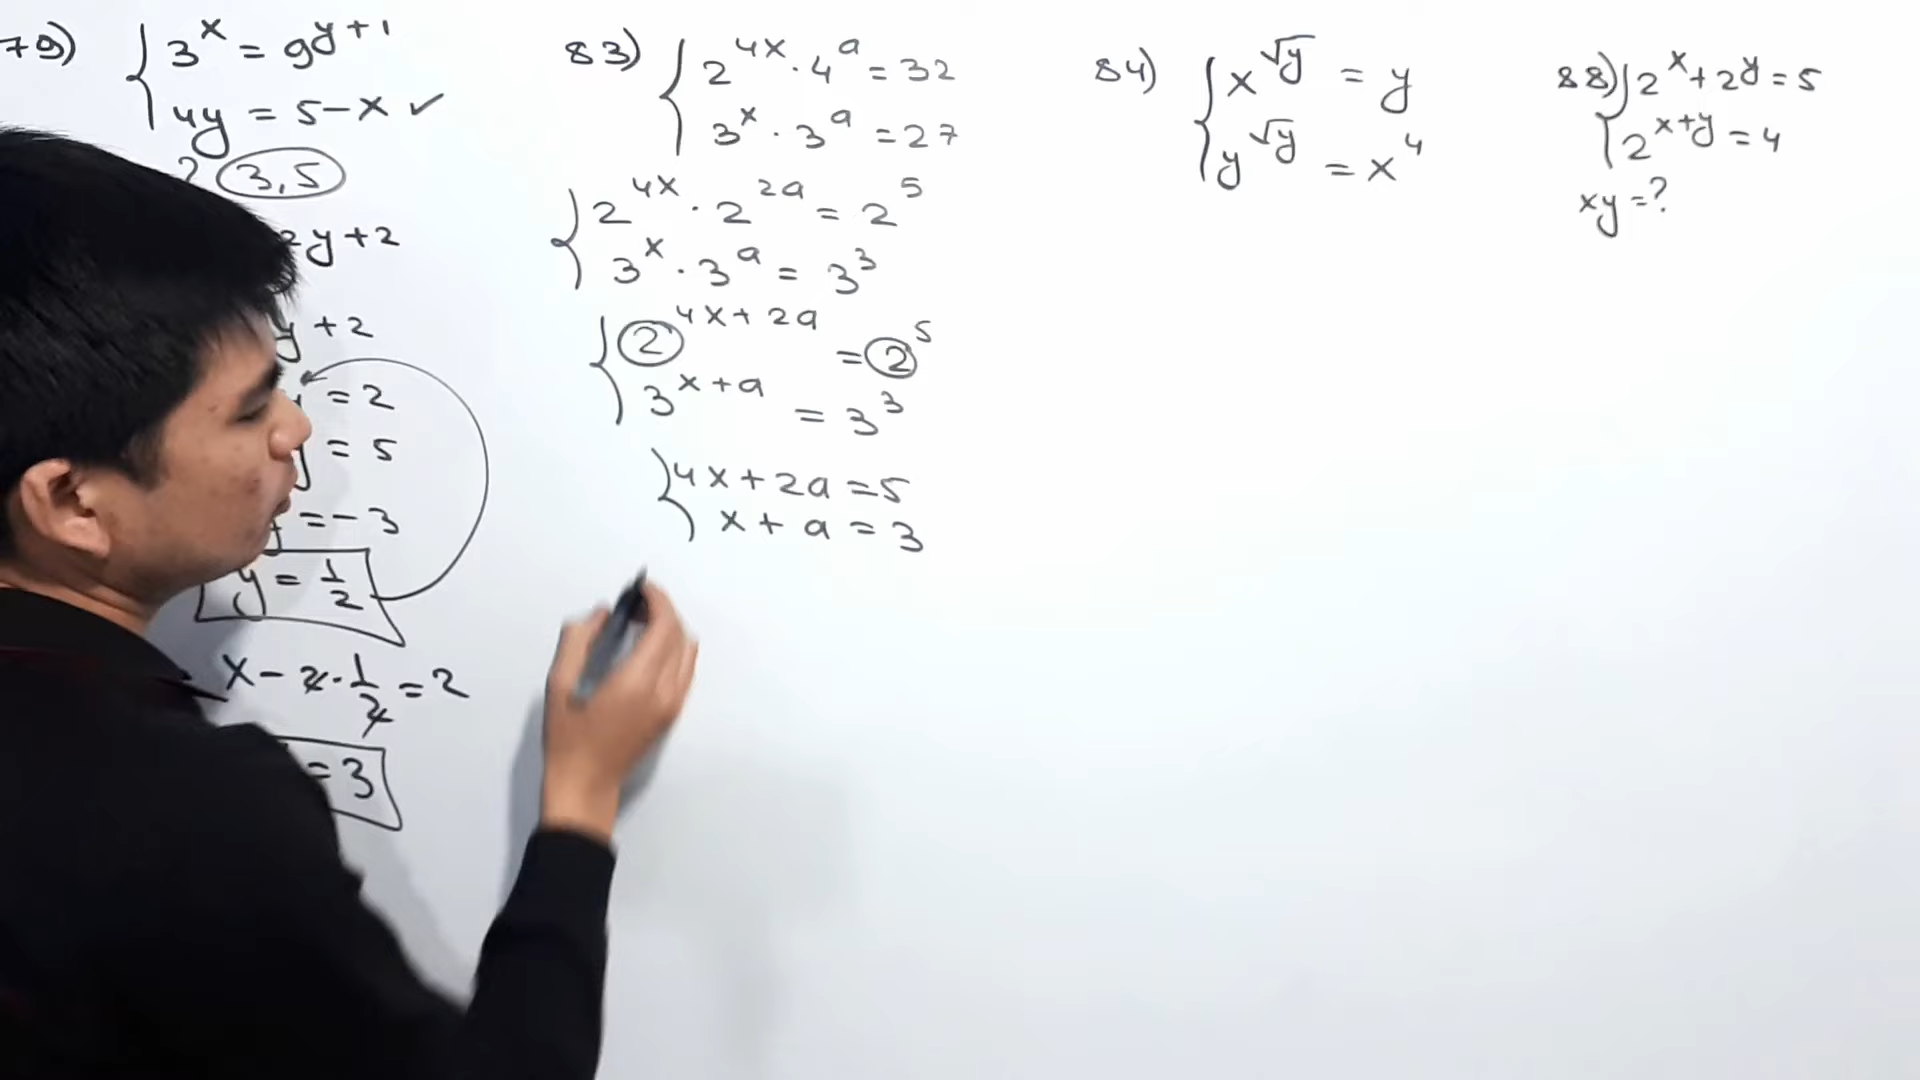 79) { 3^x = 9^y+1
4y = 5-x ✓
? 3,5
2y+2
y+2
= 2
y = 5
= -3
y = 1/2
x - 2 · 1/2 = 2
= 3
83) { 2^4x · 4^a = 32
3^x · 3^a = 27
{ 2^4x · 2^2a = 2^5
3^x · 3^a = 3^3
{ 2^4x+2a = 2^5
3^x+a = 3^3
{ 4x+2a = 5
x + a = 3
84) { x^√y = y
y^√y = x^4
88) { 2^x + 2^y = 5
2^x+y = 4
xy = ?